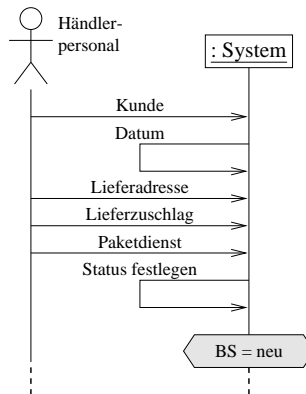 Händler-
personal
: System
Kunde
Datum
Lieferadresse
Lieferzuschlag
Paketdienst
Status festlegen
BS = neu